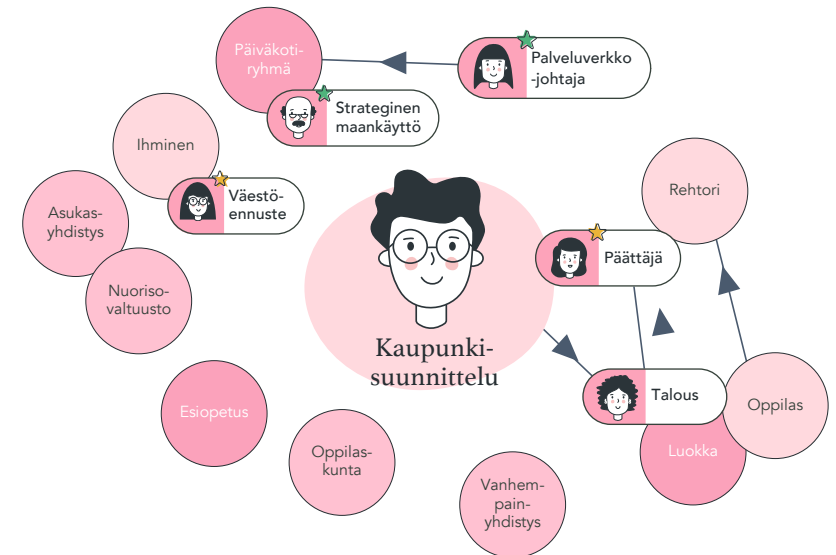 Päiväkoti-
ryhmä
Palveluverkko
-johtaja
Strateginen
maankäyttö
Ihminen
Väestö-
ennuste
Rehtori
Asukas-
yhdistys
Päättäjä
Nuoriso-
valtuusto
Kaupunki-
suunnittelu
Talous
Oppilas
Esiopetus
Oppilas-
kunta
Luokka
Vanhem-
pain-
yhdistys